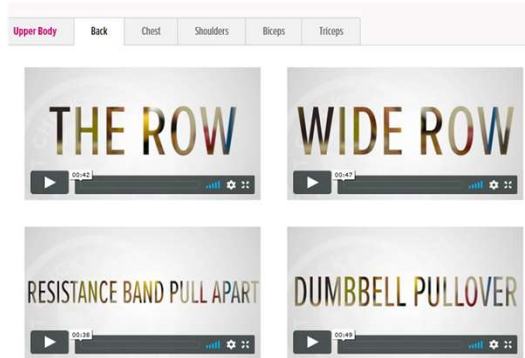 Upper Body Back Chest Shoulders Biceps Triceps
THE ROW
WIDE ROW
00:42
00:47
RESISTANCE BAND PULL APART
DUMBBELL PULLOVER
00:38
00:49